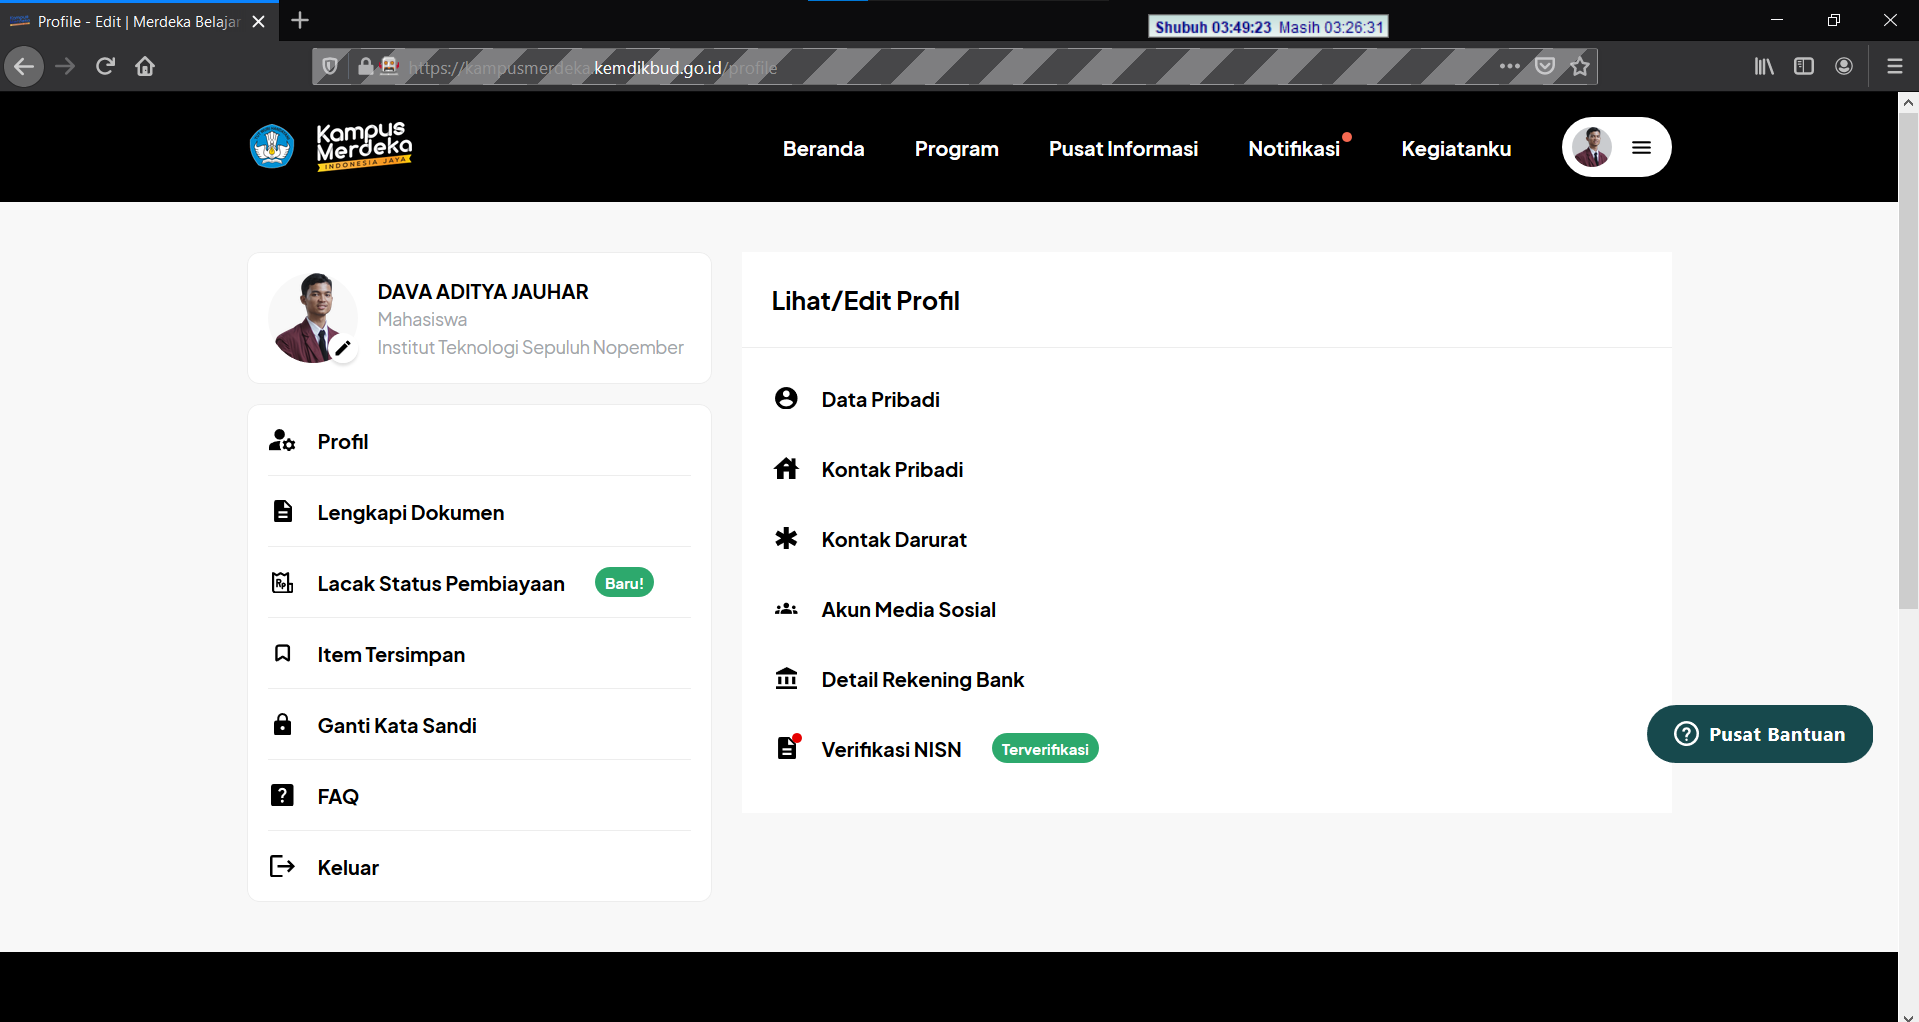 Profile - Edit | Merdeka Belajar
Shubuh 03:49:23 Masih 03:26:31
https://kampusmerdeka.kemdikbud.go.id/profile
Kampus
Merdeka
INDONESIA JAYA
Beranda
Program
Pusat Informasi
Notifikasi
Kegiatanku
DAVA ADITYA JAUHAR
Mahasiswa
Institut Teknologi Sepuluh Nopember
Profil
Lengkapi Dokumen
Rp
Lacak Status Pembiayaan
Baru!
Item Tersimpan
Ganti Kata Sandi
FAQ
Keluar
Lihat/Edit Profil
Data Pribadi
Kontak Pribadi
Kontak Darurat
Akun Media Sosial
Detail Rekening Bank
Verifikasi NISN
Terverifikasi
Pusat Bantuan